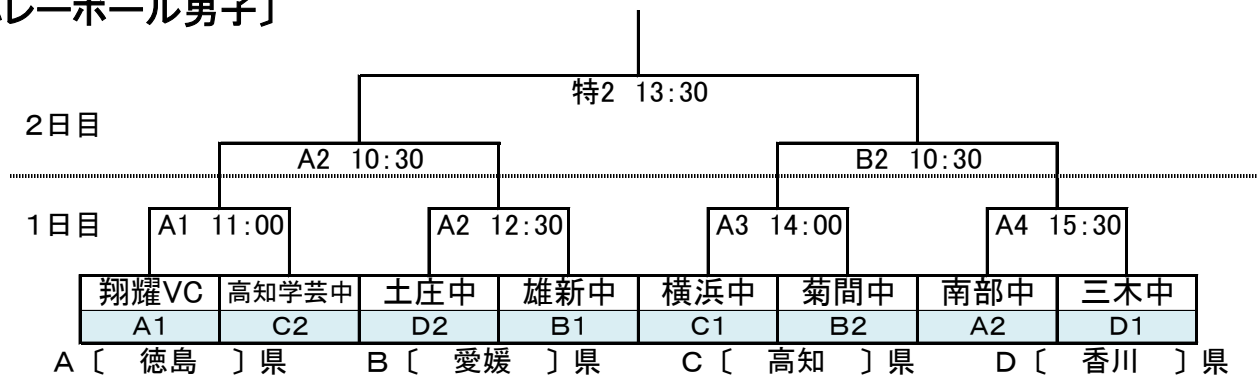 バレーボール男子〕
特2 13:30
2日目
A2 10:30 B2 10:30
1日目 A1 11:00 A2 12:30 A3 14:00 A4 15:30
翔耀VC 高知学芸中 土庄中 雄新中 横浜中 菊間中 南部中 三木中
A1 C2 D2 B1 C1 B2 A2 D1
A〔 徳島 〕県 B〔 愛媛 〕県 C〔 高知 〕県 D〔 香川 〕県